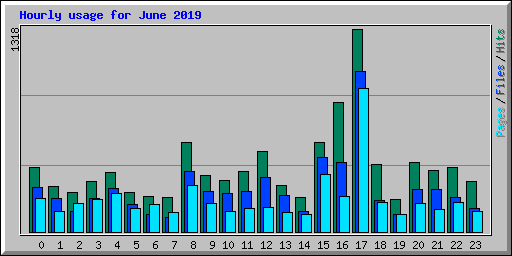 Hourly usage for June 2019
1318
Pages / Files / Hits
0 1 2 3 4 5 6 7 8 9 10 11 12 13 14 15 16 17 18 19 20 21 22 23